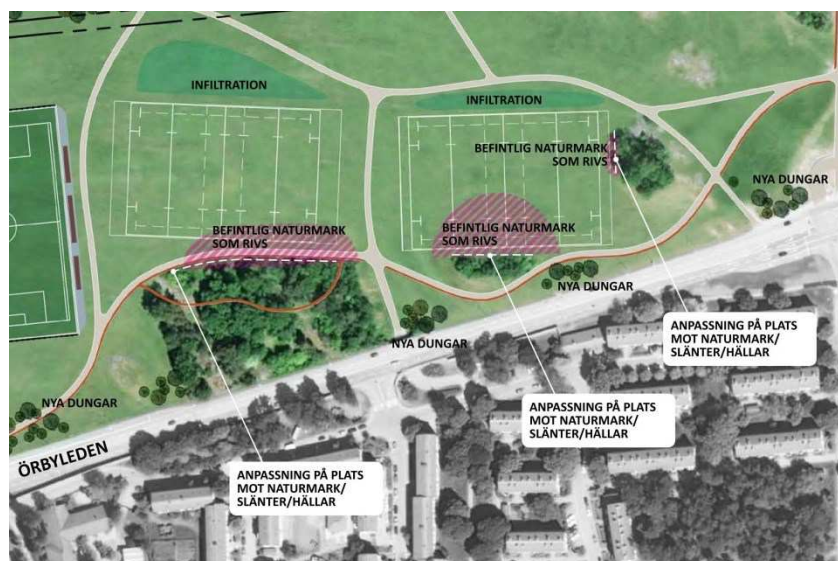 INFILTRATION
INFILTRATION
BEFINTLIG NATURMARK
SOM RIVS
NYA DUNGAR
BEFINTLIG NATURMARK
SOM RIVS
BEFINTLIG NATURMARK
SOM RIVS
NYA DUNGAR
ANPASSNING PÅ PLATS
MOT NATURMARK/
SLÄNTER/HÄLLAR
NYA DUNGAR
NYA DUNGAR
ANPASSNING PÅ PLATS
MOT NATURMARK/
SLÄNTER/HÄLLAR
ÖRBYLEDEN
ANPASSNING PÅ PLATS
MOT NATURMARK/
SLÄNTER/HÄLLAR